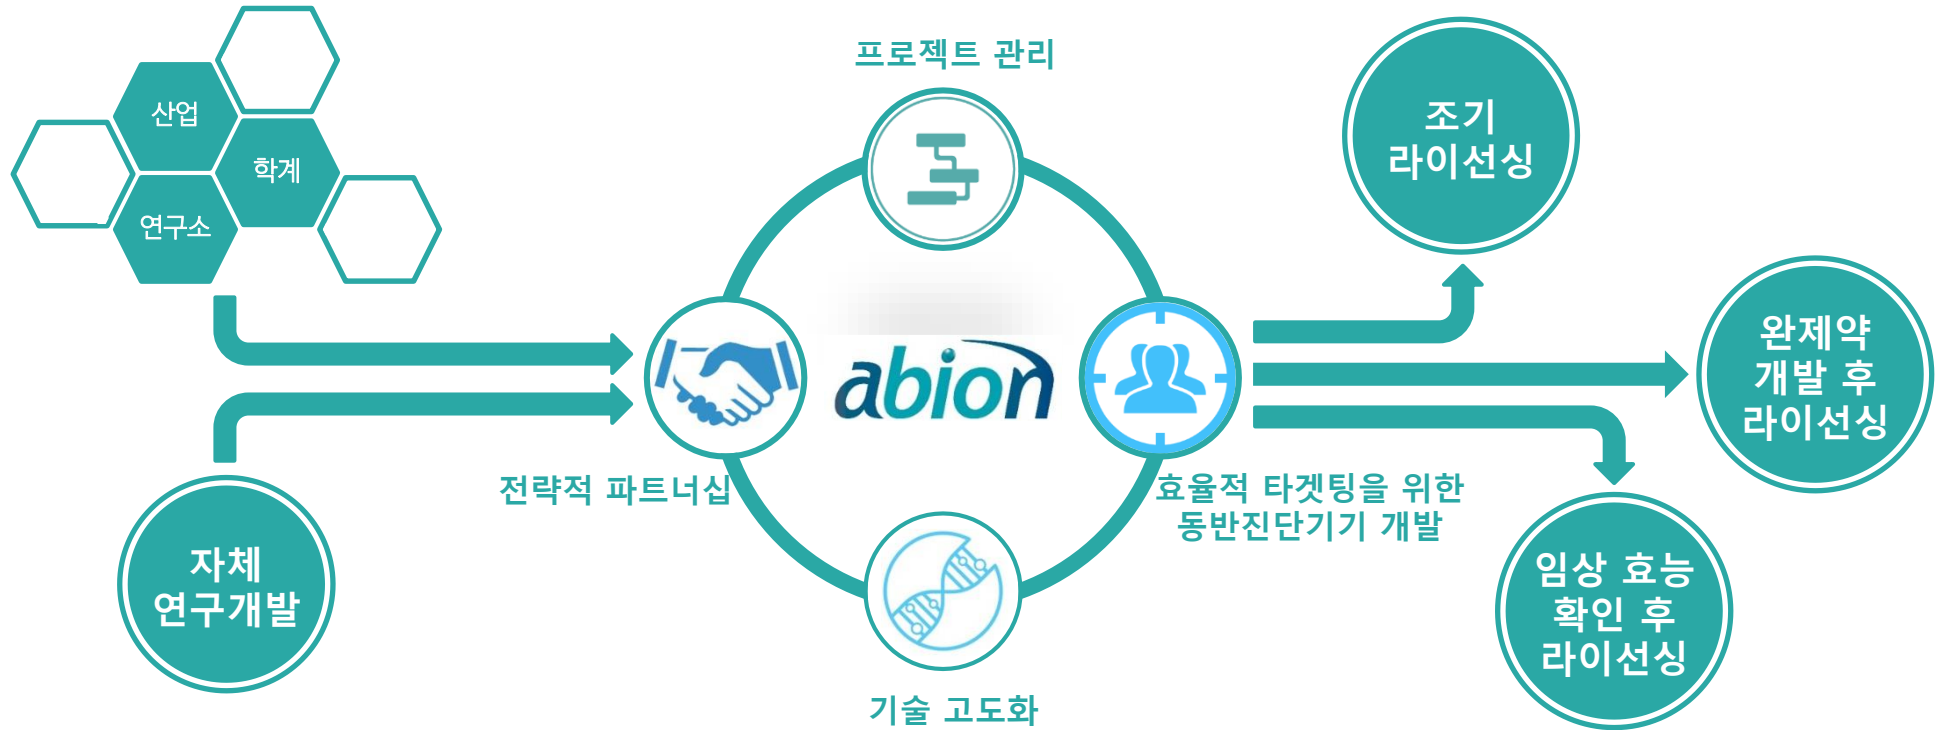 산업
학계
연구소
자체
연구개발
전략적 파트너십
프로젝트 관리
abion
기술 고도화
효율적 타겟팅을 위한
동반진단기기 개발
조기
라이선싱
완제약
개발 후
라이선싱
임상 효능
확인 후
라이선싱